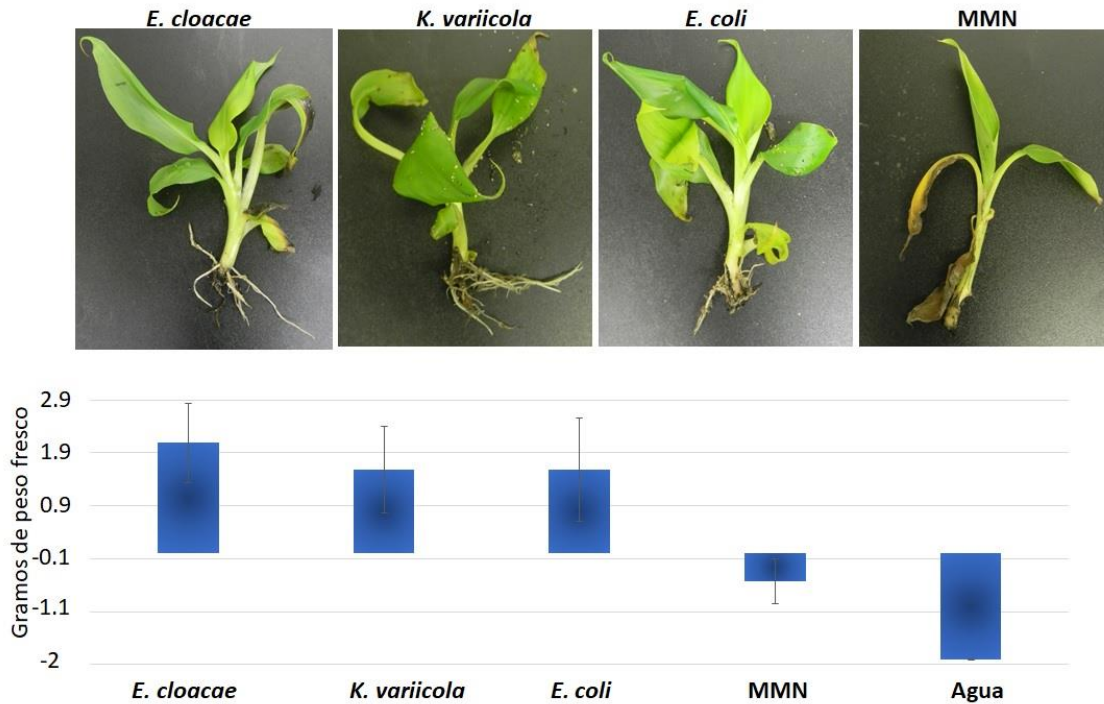 E. cloacae K. variicola E. coli MMN
Gramos de peso fresco
2.9
1.9
0.9
-0.1
-1.1
-2
E. cloacae K. variicola E. coli MMN Agua